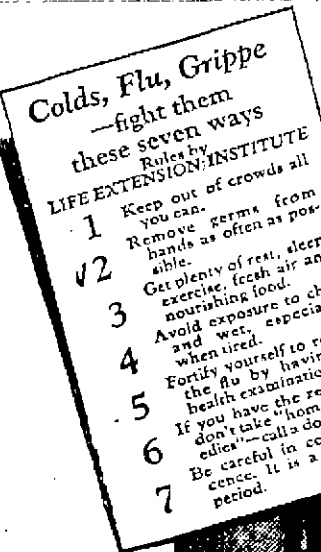 Colds, Flu, Grippe
—fight them
these seven ways
Rules by
LIFE EXTENSION INSTITUTE
1 Keep out of crowds all
you can.
√2 Remove germs from
hands as often as pos-
sible.
3 Get plenty of rest, sleep
exercise, fresh air an
nourishing food.
4 Avoid exposure to ch
and wet, especia
when tired.
5 Fortify yourself to re
the flu by havin
health examinatio
6 If you have the re
don't take "hom
edies"—call a do
7 Be careful in co
cence. It is a
period.